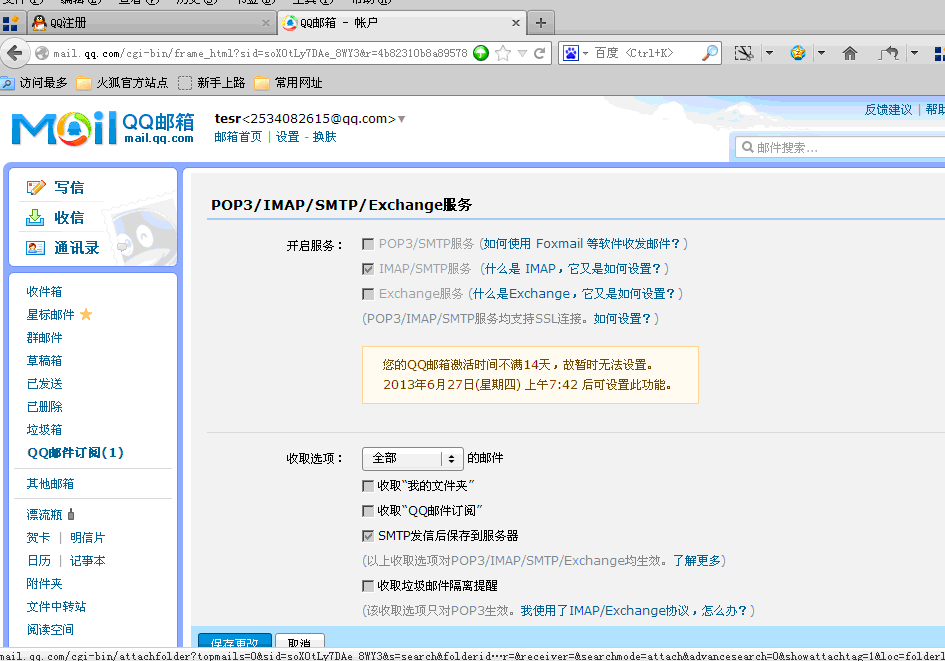 QQ注册
QQ邮箱 - 帐户
mail.qq.com/cgi-bin/frame_html?sid=soXOtLy7DAe_8WY3&r=4b82310b8a89578
百度 <Ctrl+K>
访问最多 火狐官方站点 新手上路 常用网址
Mail QQ邮箱
mail.qq.com
tesr<2534082615@qq.com>
邮箱首页 | 设置 - 换肤
反馈建议 | 帮助
邮件搜索...
写信
收信
通讯录
收件箱
星标邮件
群邮件
草稿箱
已发送
已删除
垃圾箱
QQ邮件订阅(1)
其他邮箱
漂流瓶
贺卡 | 明信片
日历 | 记事本
附件夹
文件中转站
阅读空间
POP3/IMAP/SMTP/Exchange服务
开启服务： POP3/SMTP服务 (如何使用 Foxmail 等软件收发邮件？)
IMAP/SMTP服务 (什么是 IMAP，它又是如何设置？)
Exchange服务 (什么是Exchange，它又是如何设置？)
(POP3/IMAP/SMTP服务均支持SSL连接。如何设置？)
您的QQ邮箱激活时间不满14天，故暂时无法设置。
2013年6月27日(星期四) 上午7:42 后可设置此功能。
收取选项： 全部 的邮件
收取“我的文件夹”
收取“QQ邮件订阅”
SMTP发信后保存到服务器
(以上收取选项对POP3/IMAP/SMTP/Exchange均生效。了解更多)
收取垃圾邮件隔离提醒
(该收取选项只对POP3生效。我使用了IMAP/Exchange协议，怎么办？)
保存更改 取消
mail.qq.com/cgi-bin/attachfolder?topmails=0&sid=soXOtLy7DAe_8WY3&s=search&folderid…r=&receiver=&searchmode=attach&advancesearch=0&showattachtag=1&loc=folderl